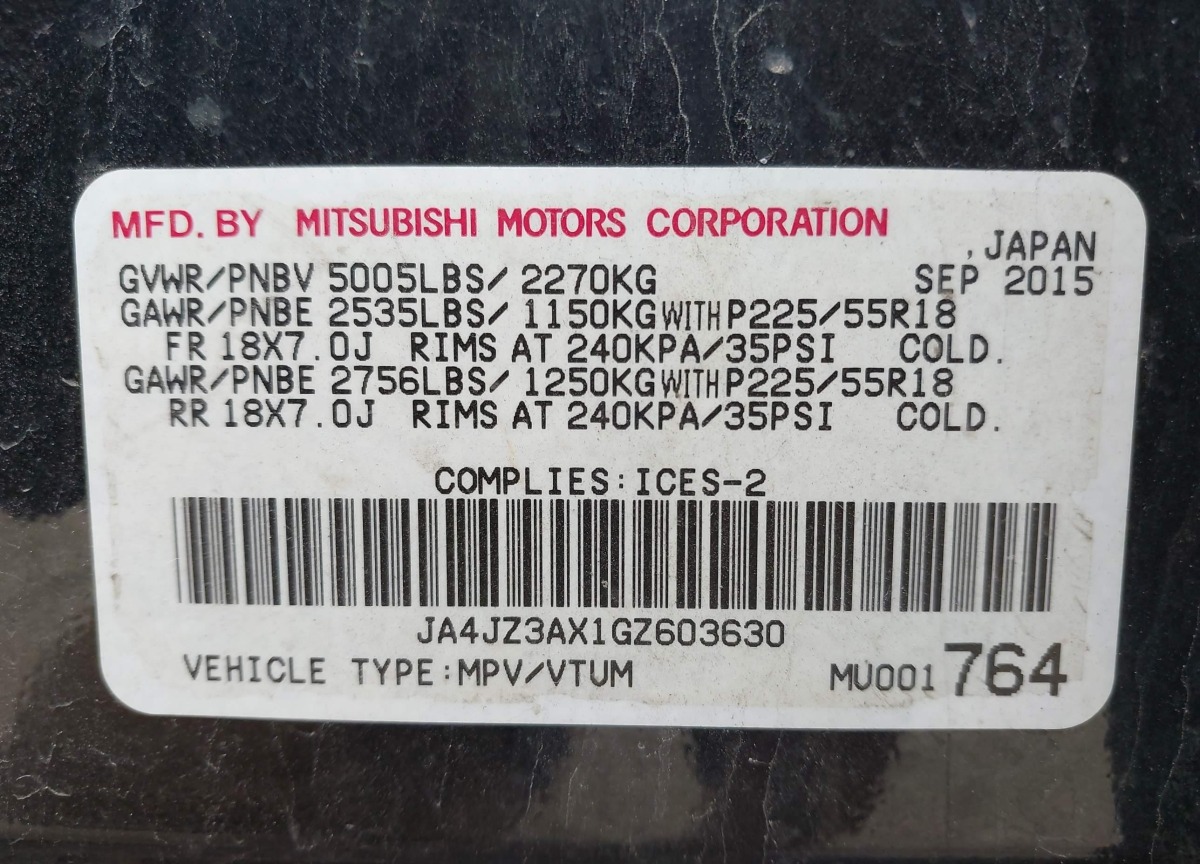 MFD. BY MITSUBISHI MOTORS CORPORATION
, JAPAN
GVWR/PNBV 5005LBS/ 2270KG SEP 2015
GAWR/PNBE 2535LBS/ 1150KG WITH P225/55R18
FR 18X7.0J RIMS AT 240KPA/35PSI COLD.
GAWR/PNBE 2756LBS/ 1250KG WITH P225/55R18
RR 18X7.0J RIMS AT 240KPA/35PSI COLD.
COMPLIES:ICES-2
JA4JZ3AX1GZ603630
VEHICLE TYPE:MPV/VTUM MU001 764